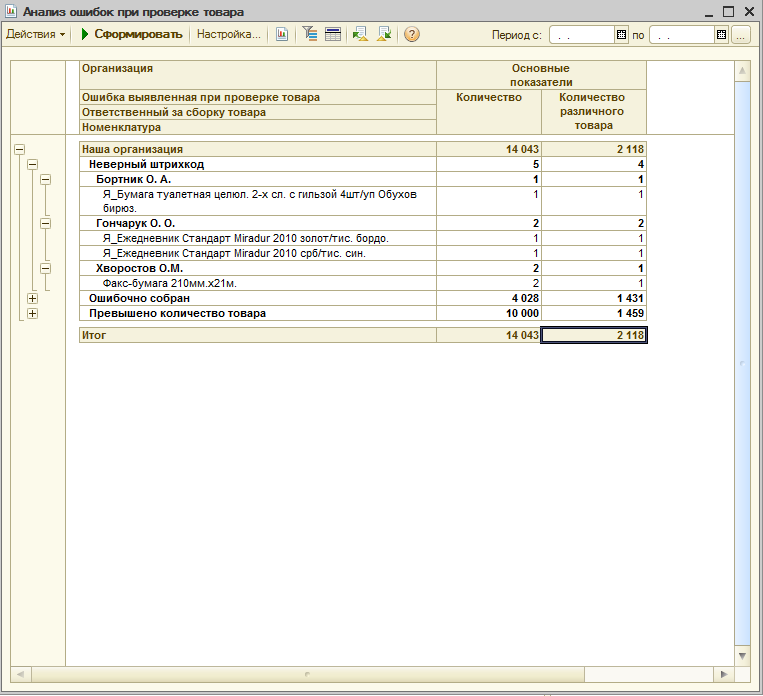 Анализ ошибок при проверке товара
Действия Сформировать Настройка... Период с: . . по . . ...
Организация Основные показатели
Ошибка выявленная при проверке товара Количество Количество различного товара
Ответственный за сборку товара
Номенклатура
Наша организация 14 043 2 118
Неверный штрихкод 5 4
Бортник О. А. 1 1
Я_Бумага туалетная целюл. 2-х сл. с гильзой 4шт/уп Обухов 1 1
бирюз.
Гончарук О. О. 2 2
Я_Ежедневник Стандарт Miradur 2010 золот/тис. бордо. 1 1
Я_Ежедневник Стандарт Miradur 2010 срб/тис. син. 1 1
Хворостов О.М. 2 1
Факс-бумага 210мм.х21м. 2 1
Ошибочно собран 4 028 1 431
Превышено количество товара 10 000 1 459
Итог 14 043 2 118